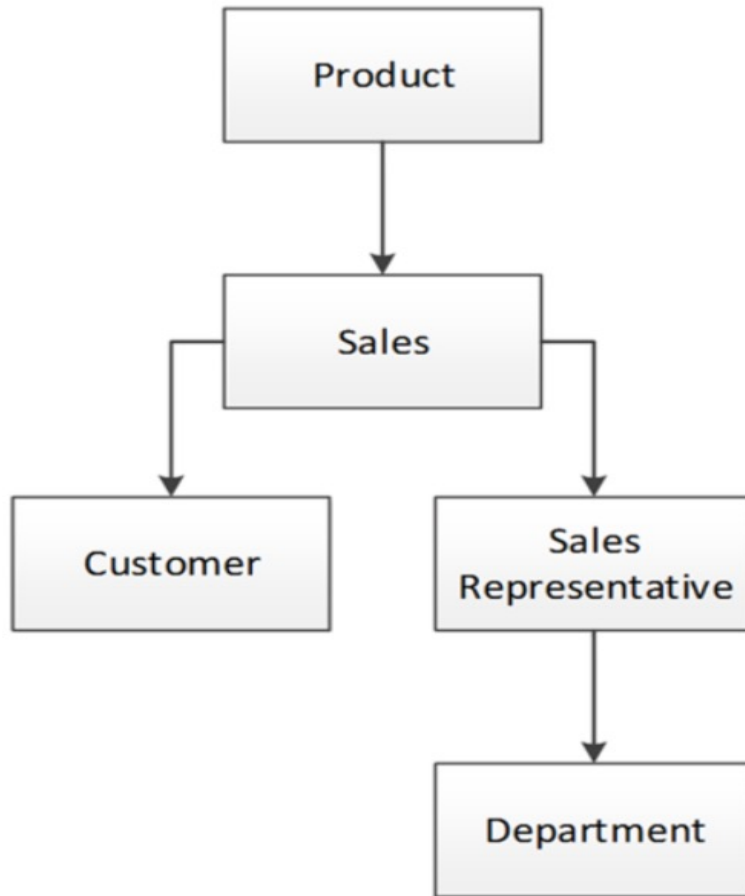 Product
Sales
Customer
Sales
Representative
Department